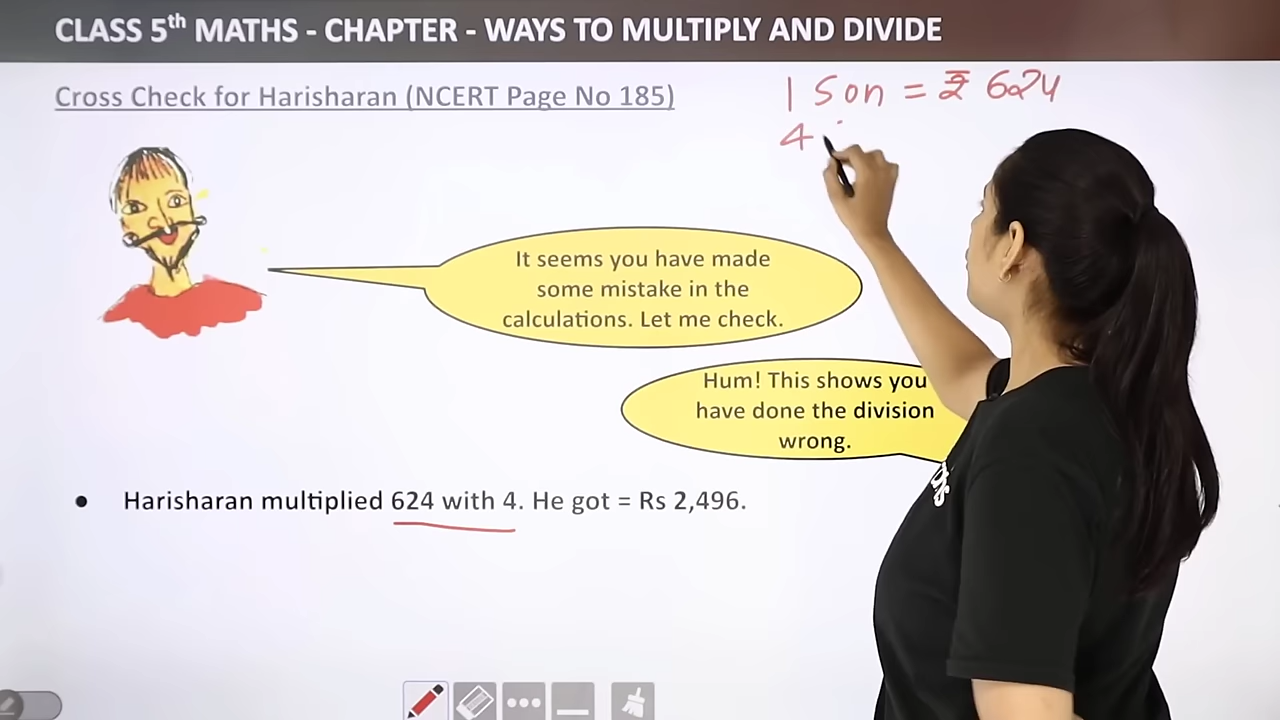 CLASS 5th MATHS - CHAPTER - WAYS TO MULTIPLY AND DIVIDE
Cross Check for Harisharan (NCERT Page No 185)
1 Son = ₹ 624
4
It seems you have made
some mistake in the
calculations. Let me check.
Hum! This shows you
have done the division
wrong.
• Harisharan multiplied 624 with 4. He got = Rs 2,496.